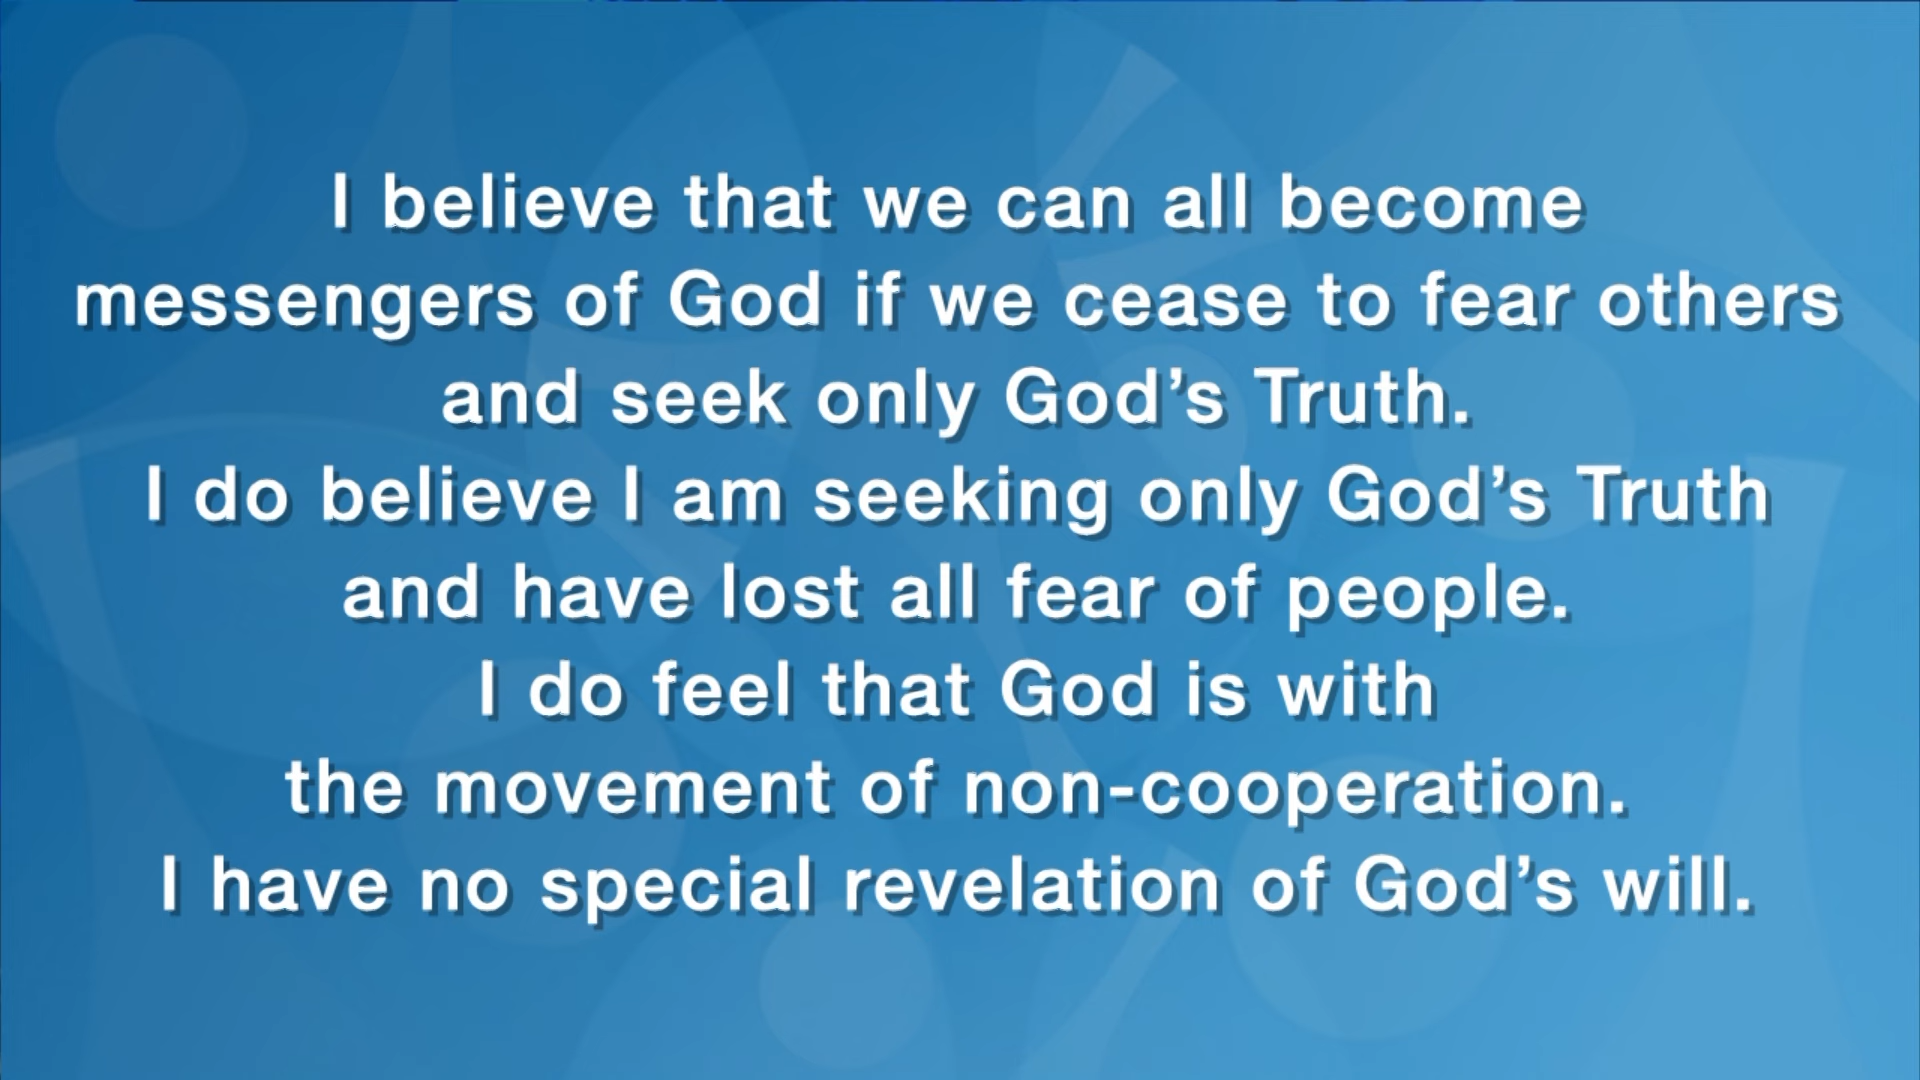 I believe that we can all become
messengers of God if we cease to fear others
and seek only God’s Truth.
I do believe I am seeking only God’s Truth
and have lost all fear of people.
I do feel that God is with
the movement of non-cooperation.
I have no special revelation of God’s will.